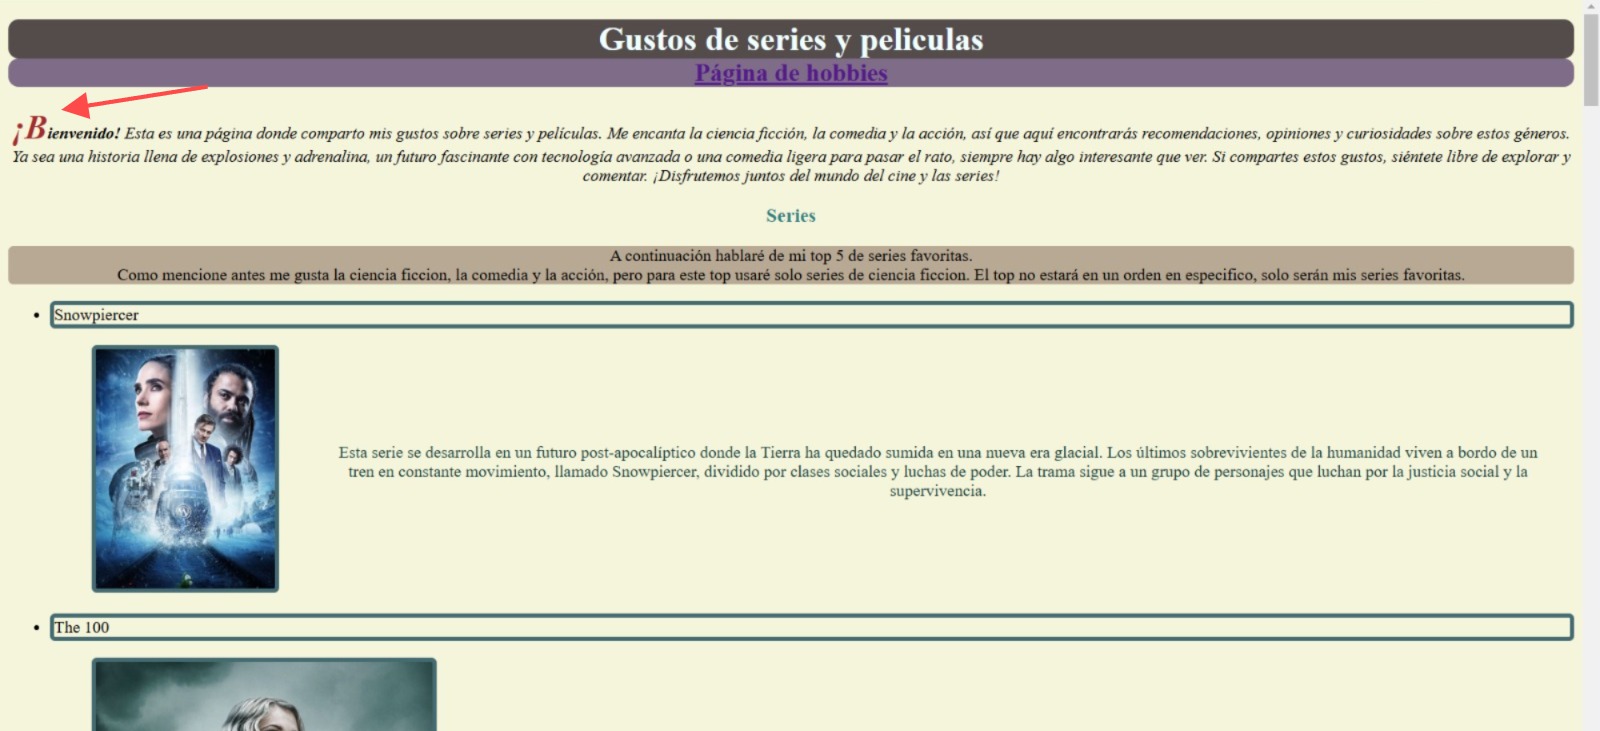 Gustos de series y peliculas
Página de hobbies
¡Bienvenido! Esta es una página donde comparto mis gustos sobre series y películas. Me encanta la ciencia ficción, la comedia y la acción, así que aquí encontrarás recomendaciones, opiniones y curiosidades sobre estos géneros.
Ya sea una historia llena de explosiones y adrenalina, un futuro fascinante con tecnología avanzada o una comedia ligera para pasar el rato, siempre hay algo interesante que ver. Si compartes estos gustos, siéntete libre de explorar y
comentar. ¡Disfrutemos juntos del mundo del cine y las series!
Series
A continuación hablaré de mi top 5 de series favoritas.
Como mencione antes me gusta la ciencia ficcion, la comedia y la acción, pero para este top usaré solo series de ciencia ficcion. El top no estará en un orden en especifico, solo serán mis series favoritas.
Snowpiercer
Esta serie se desarrolla en un futuro post-apocalíptico donde la Tierra ha quedado sumida en una nueva era glacial. Los últimos sobrevivientes de la humanidad viven a bordo de un
tren en constante movimiento, llamado Snowpiercer, dividido por clases sociales y luchas de poder. La trama sigue a un grupo de personajes que luchan por la justicia social y la
supervivencia.
The 100